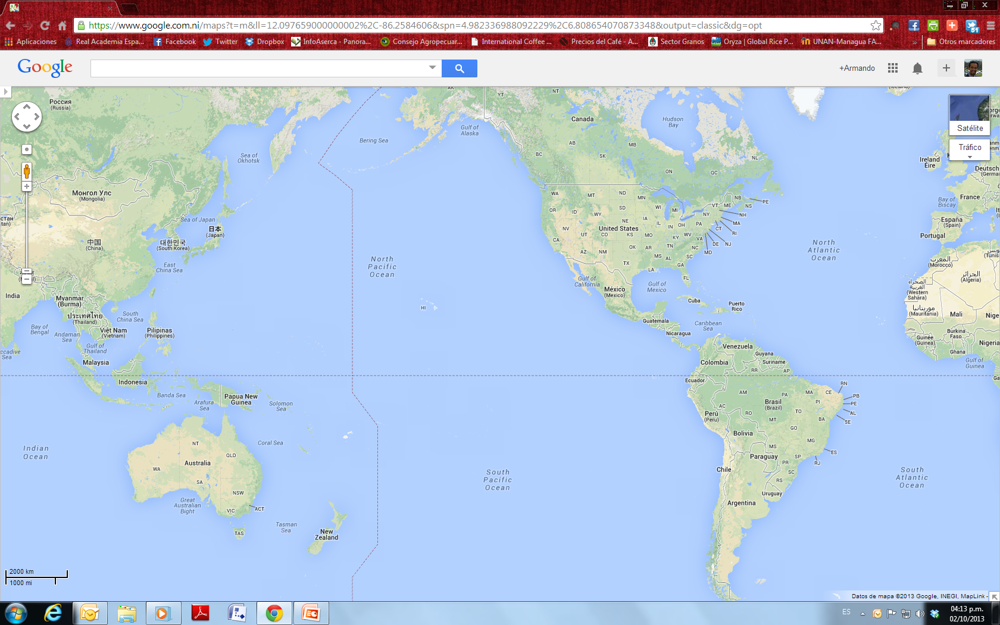 https://www.google.com.ni/maps?t=m&ll=12.097659000000002%2C-86.2584606&spn=4.982336988092229%2C6.808654070873348&output=classic&dg=opt
51
Aplicaciones
Real Academia Espa...
Facebook
Twitter
Dropbox
InfoAserca - Panora...
Consejo Agropecuar...
International Coffee ...
Precios del Café - A...
Sector Granos
Oryza | Global Rice P...
UNAN-Managua FA...
»
Otros marcadores
Google
+Armando
Satélite
Tráfico
Россия
(Russia)
Sea of
Okhotsk
Bering Sea
Gulf of
Alaska
AK
YT
NT
Canada
Hudson
Bay
AB
BC
SK
MB
ON
QC
NL
(Iceland)
Ireland
Éire
Deutsch
(German
Bay of
Biscay
France
España
(Spain)
Portugal
Монгол Улс
(Mongolia)
Sea of Japan
日本
(Japan)
中国
(China)
대한민국
(South Korea)
East
China Sea
North
Pacific
Ocean
HI
WA
MT
ND
MN
OR
ID
WY
SD
WI
MI
NY
VT
ME
NB
NS
PE
NH
MA
RI
CT
NJ
DE
MD
NV
UT
CO
NE
KS
IA
IL
IN
OH
PA
MO
KY
WV
VA
United States
CA
AZ
NM
OK
AR
TN
NC
TX
MS
AL
SC
GA
LA
FL
Gulf of
California
Gulf of
Mexico
México
(Mexico)
Cuba
Puerto
Rico
Guatemala
Nicaragua
Caribbean
Sea
North
Atlantic
Ocean
المغرب
(Morocco)
تونس
(Tunis
الجزائر
(Algeria)
الصحراء
الغربية
(Western
Sahara)
موريتانيا
(Mauritania)
Mali
Nige
Burkina
Faso
Guinée
(Guinea)
Ghana
Nigeria
Gulf of
Guinea
India
Myanmar
(Burma)
ประเทศไทย
(Thailand)
Việt Nam
(Vietnam)
South
China Sea
Pilipinas
(Philippines)
Bay of
Bengal
Andaman
Sea
Gulf of
Thailand
ccadive
Sea
Malaysia
Indonesia
Banda Sea
Arafura
Sea
Papua New
Guinea
Solomon
Sea
Venezuela
Guyana
Suriname
Colombia
Ecuador
RR
AP
AM
PA
MA
CE
RN
PB
PE
AL
SE
PI
TO
BA
AC
RO
MT
GO
MG
ES
MS
SP
RJ
PR
SC
RS
Perú
(Peru)
Brasil
(Brazil)
Bolivia
Paraguay
Chile
Uruguay
Argentina
Indian
Ocean
NT
QLD
Coral Sea
Australia
WA
SA
NSW
Great
Australian
Bight
VIC
ACT
TAS
Tasman
Sea
New
Zealand
South
Pacific
Ocean
South
Atlantic
Ocean
2000 km
1000 mi
Datos de mapa ©2013 Google, INEGI, MapLink -
ES
04:13 p.m.
02/10/2013